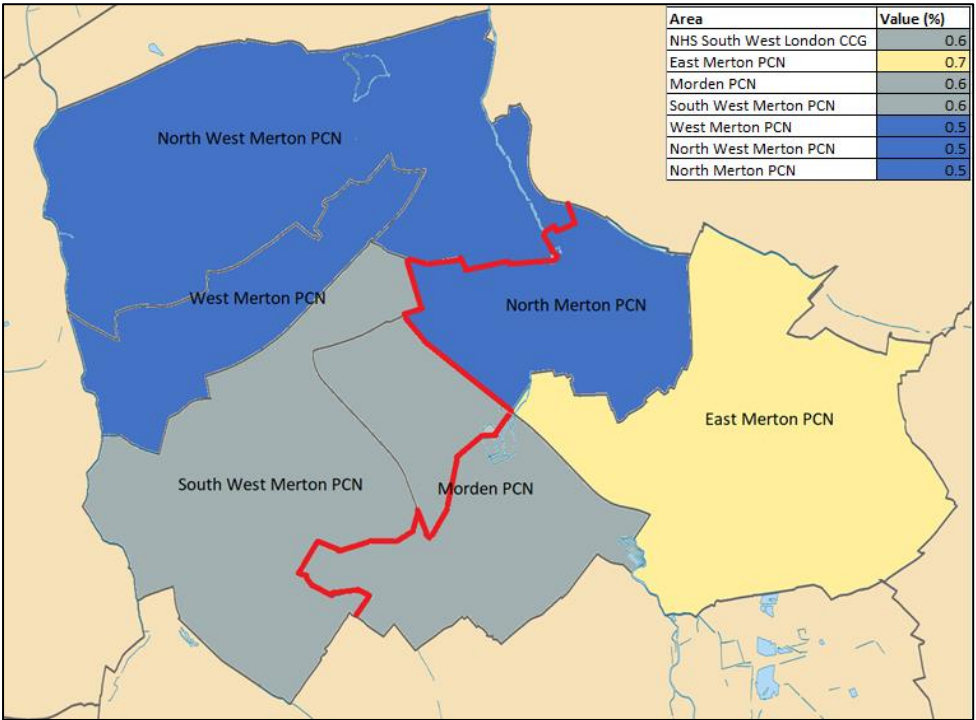 Area Value (%)
NHS South West London CCG 0.6
East Merton PCN 0.7
Morden PCN 0.6
South West Merton PCN 0.6
West Merton PCN 0.5
North West Merton PCN 0.5
North Merton PCN 0.5
North West Merton PCN
West Merton PCN
North Merton PCN
East Merton PCN
South West Merton PCN
Morden PCN